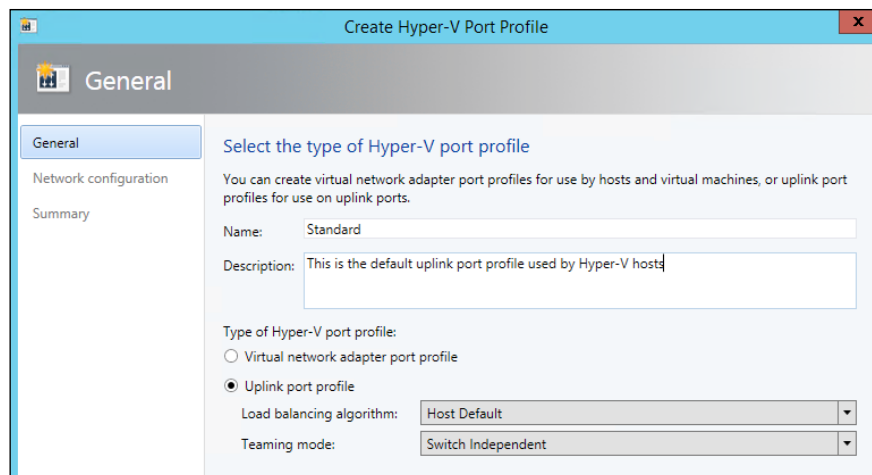 Create Hyper-V Port Profile
x
General
General
Network configuration
Summary
Select the type of Hyper-V port profile
You can create virtual network adapter port profiles for use by hosts and virtual machines, or uplink port
profiles for use on uplink ports.
Name: Standard
Description: This is the default uplink port profile used by Hyper-V hosts
Type of Hyper-V port profile:
Virtual network adapter port profile
Uplink port profile
Load balancing algorithm: Host Default
Teaming mode: Switch Independent